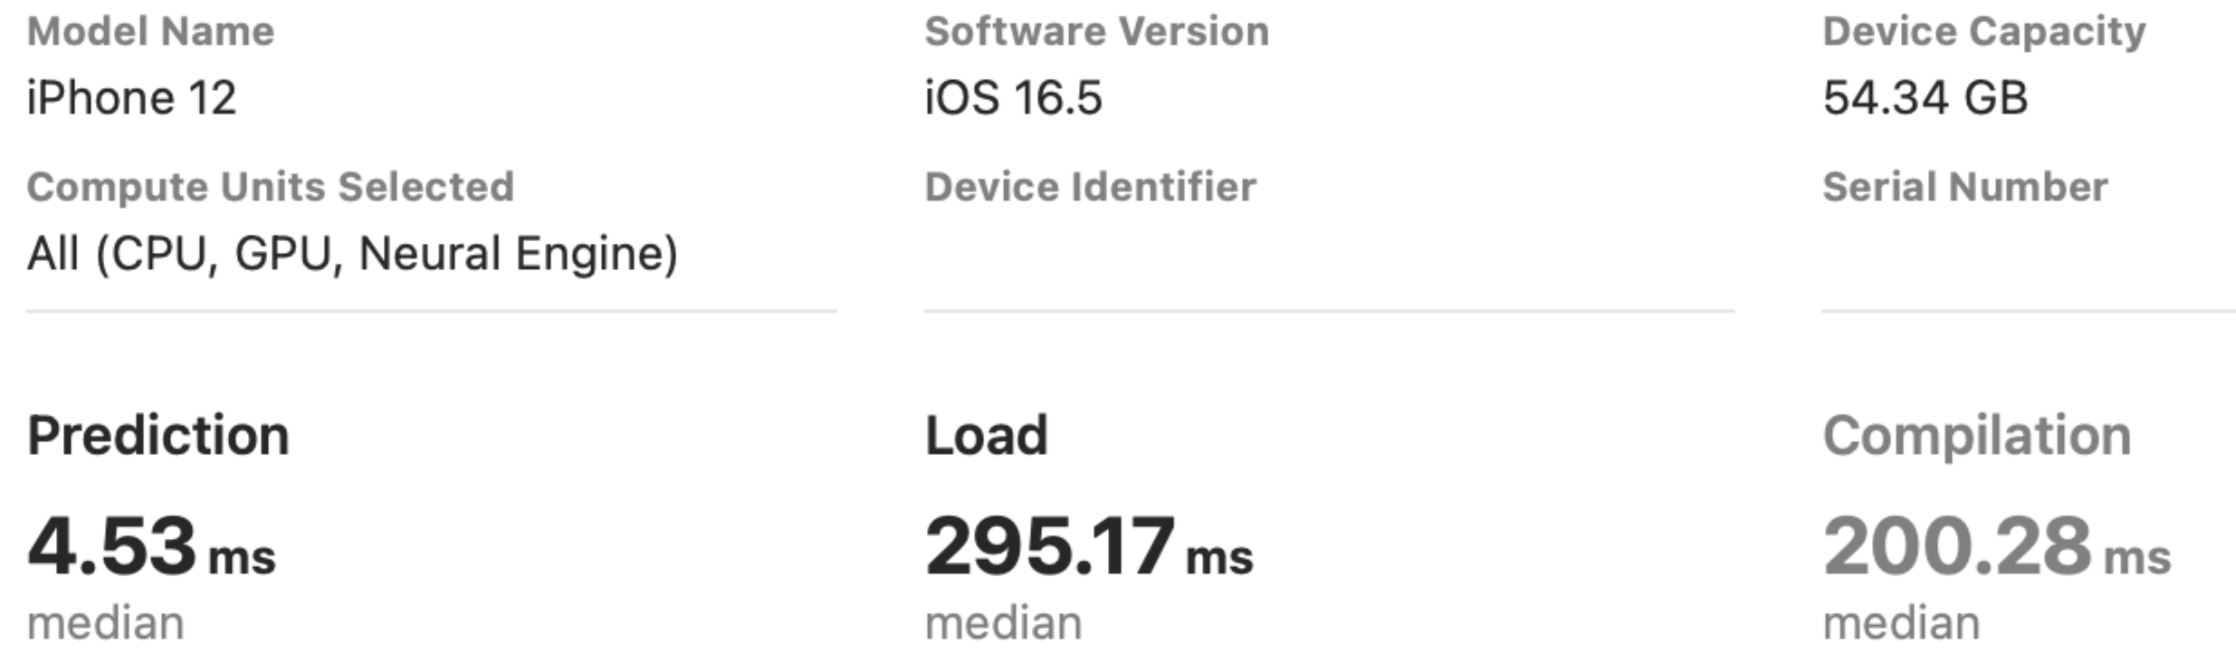 Model Name
iPhone 12
Software Version
iOS 16.5
Device Capacity
54.34 GB
Compute Units Selected
All (CPU, GPU, Neural Engine)
Device Identifier
Serial Number
Prediction
4.53 ms
median
Load
295.17 ms
median
Compilation
200.28 ms
median